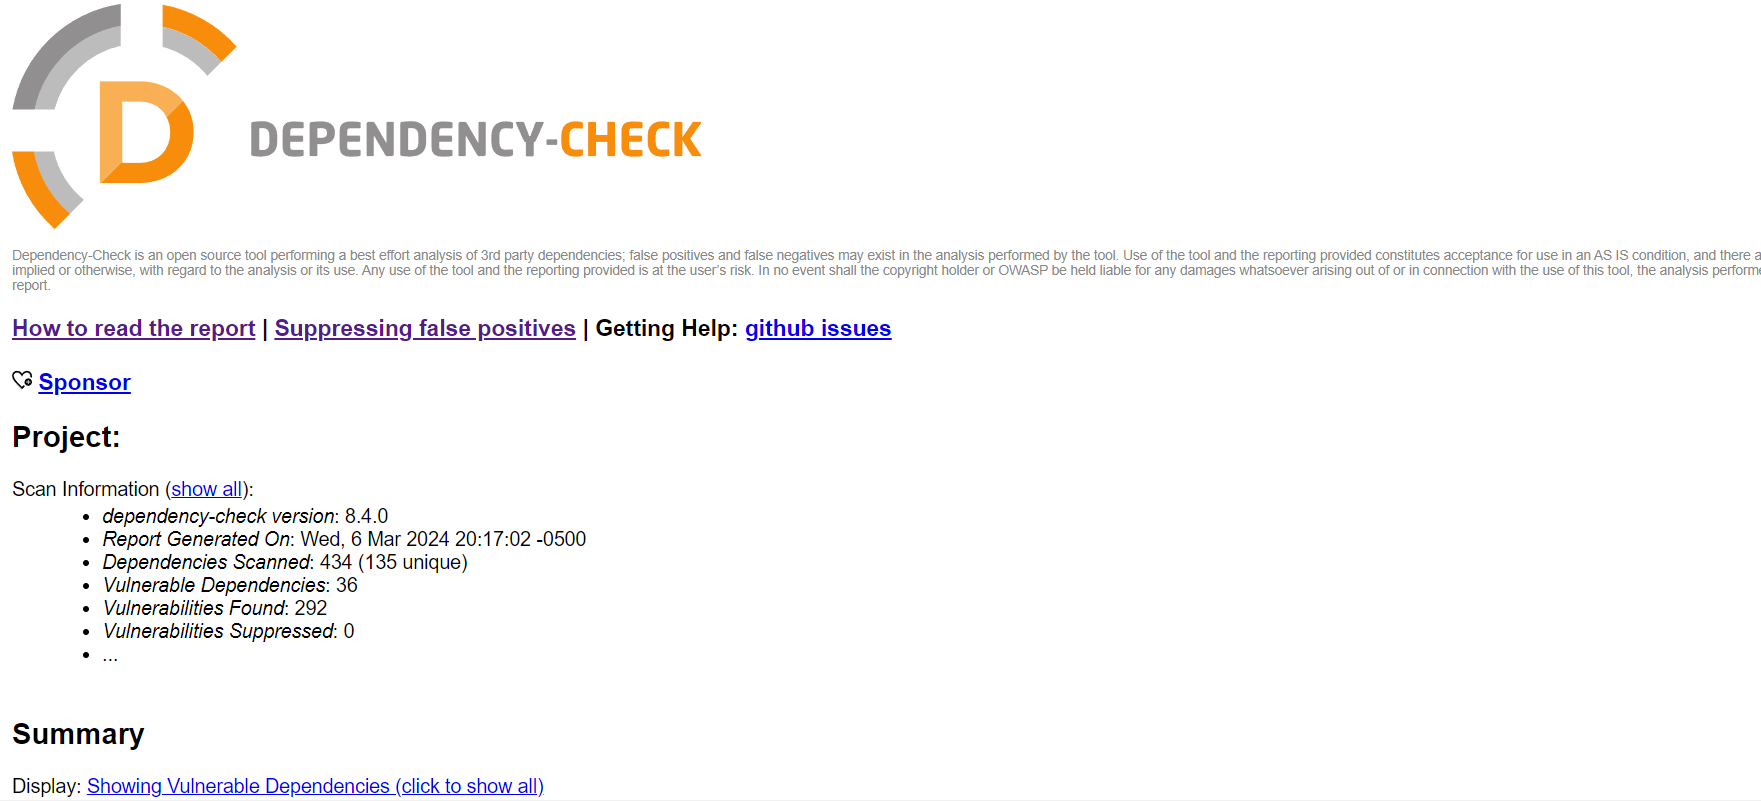 D
DEPENDENCY-CHECK
Dependency-Check is an open source tool performing a best effort analysis of 3rd party dependencies; false positives and false negatives may exist in the analysis performed by the tool. Use of the tool and the reporting provided constitutes acceptance for use in an AS IS condition, and there a
implied or otherwise, with regard to the analysis or its use. Any use of the tool and the reporting provided is at the user’s risk. In no event shall the copyright holder or OWASP be held liable for any damages whatsoever arising out of or in connection with the use of this tool, the analysis perform
report.
How to read the report | Suppressing false positives | Getting Help: github issues
Sponsor
Project:
Scan Information (show all):
• dependency-check version: 8.4.0
• Report Generated On: Wed, 6 Mar 2024 20:17:02 -0500
• Dependencies Scanned: 434 (135 unique)
• Vulnerable Dependencies: 36
• Vulnerabilities Found: 292
• Vulnerabilities Suppressed: 0
• ...
Summary
Display: Showing Vulnerable Dependencies (click to show all)